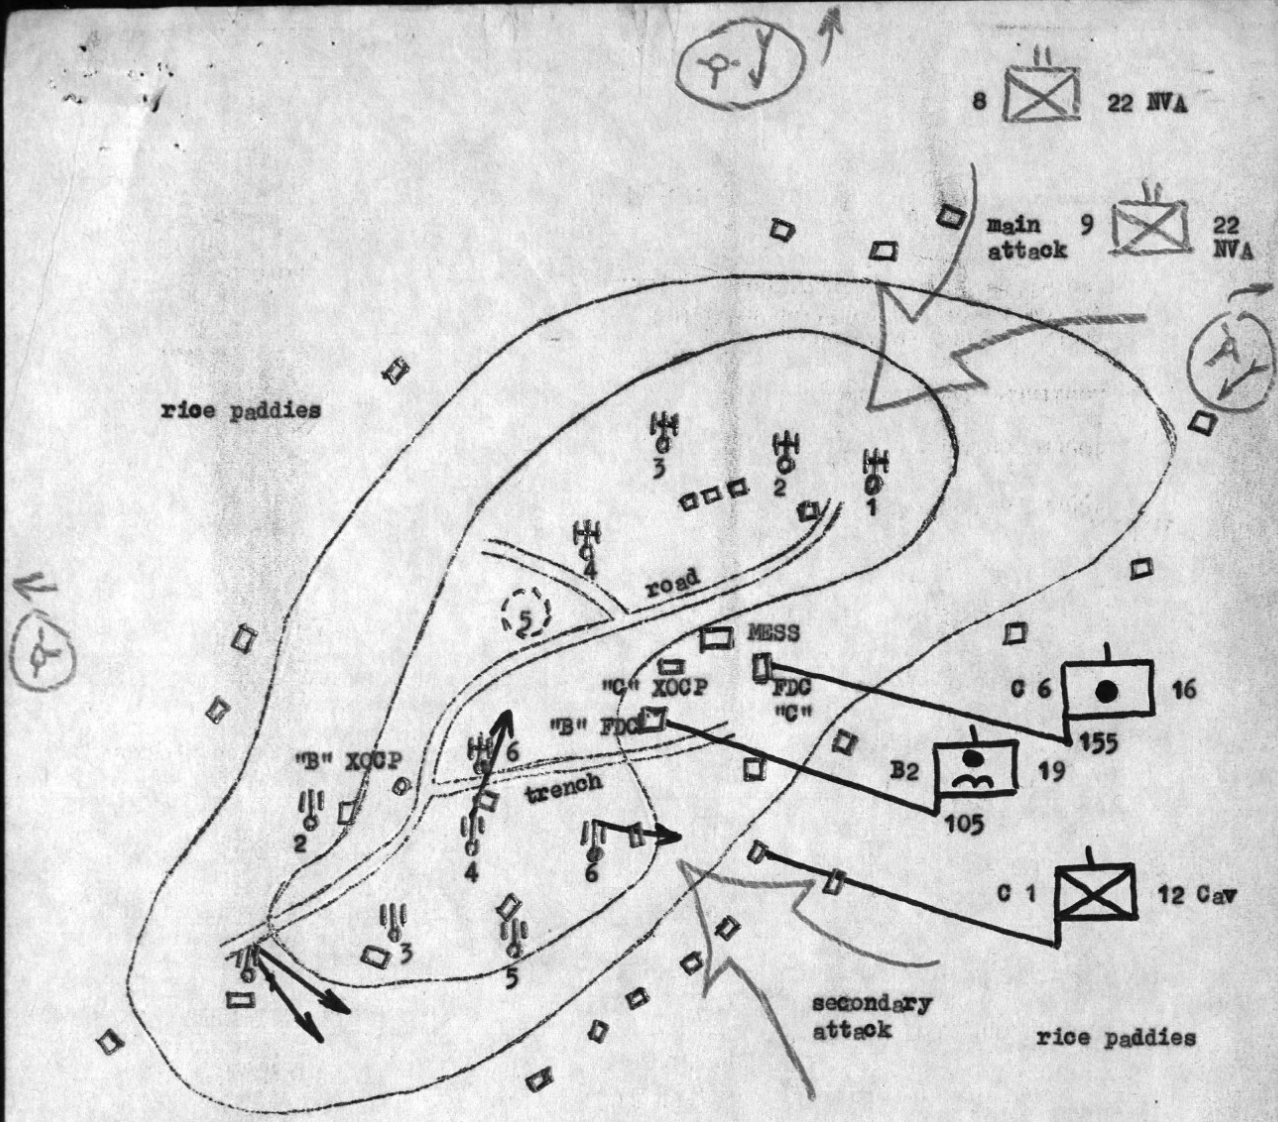 8 22 NVA
main
attack
9 22
NVA
rice paddies
3
2
1
4
road
5
MESS
"C" XOCP
FDC
"C"
C 6 16
155
"B" FDC
6
"B" XOCP
trench
B2 19
105
2
4
6
C 1 12 Cav
3
5
secondary
attack
rice paddies